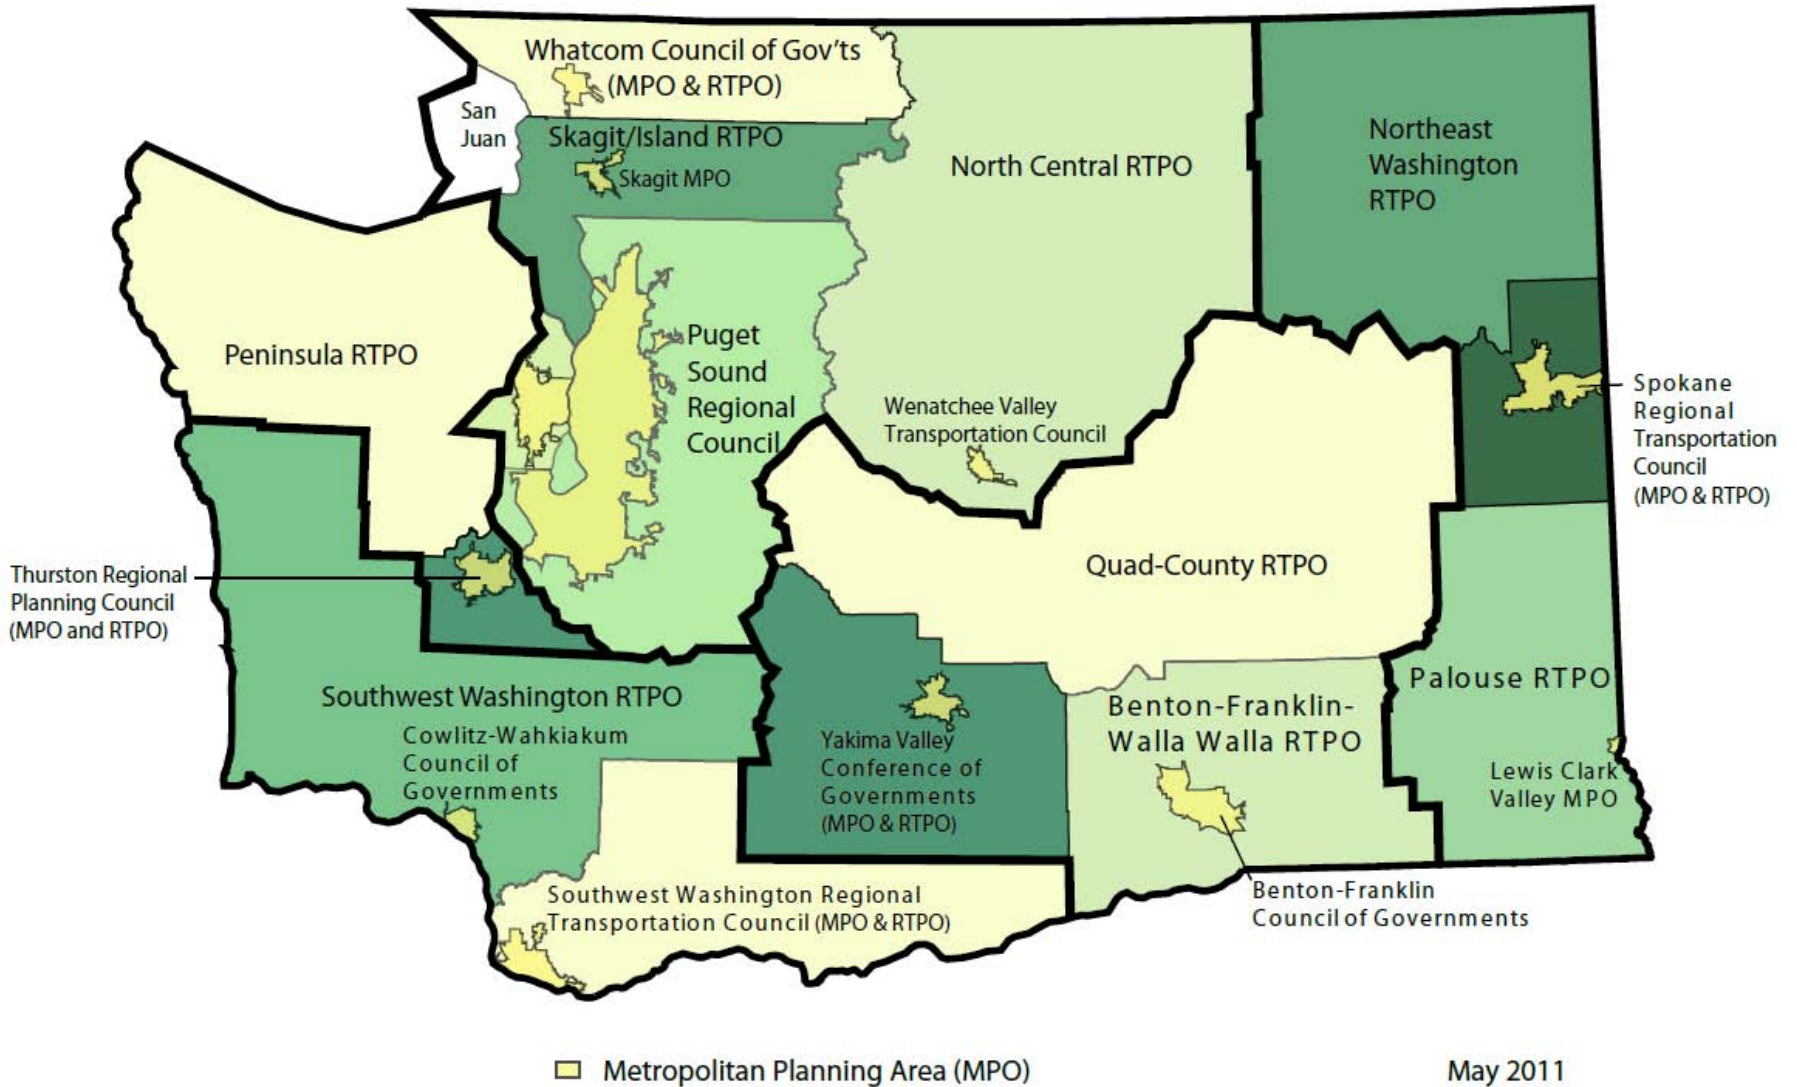 Whatcom Council of Gov'ts
(MPO & RTPO)
San
Juan
Skagit/Island RTPO
Skagit MPO
North Central RTPO
Northeast
Washington
RTPO
Peninsula RTPO
Puget
Sound
Regional
Council
Wenatchee Valley
Transportation Council
Spokane
Regional
Transportation
Council
(MPO & RTPO)
Quad-County RTPO
Thurston Regional
Planning Council
(MPO and RTPO)
Southwest Washington RTPO
Cowlitz-Wahkiakum
Council of
Governments
Yakima Valley
Conference of
Governments
(MPO & RTPO)
Benton-Franklin-
Walla Walla RTPO
Palouse RTPO
Lewis Clark
Valley MPO
Southwest Washington Regional
Transportation Council (MPO & RTPO)
Benton-Franklin
Council of Governments
Metropolitan Planning Area (MPO)
May 2011